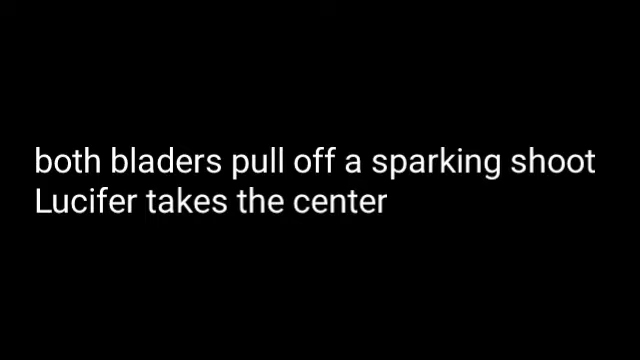 both bladers pull off a sparking shoot
Lucifer takes the center